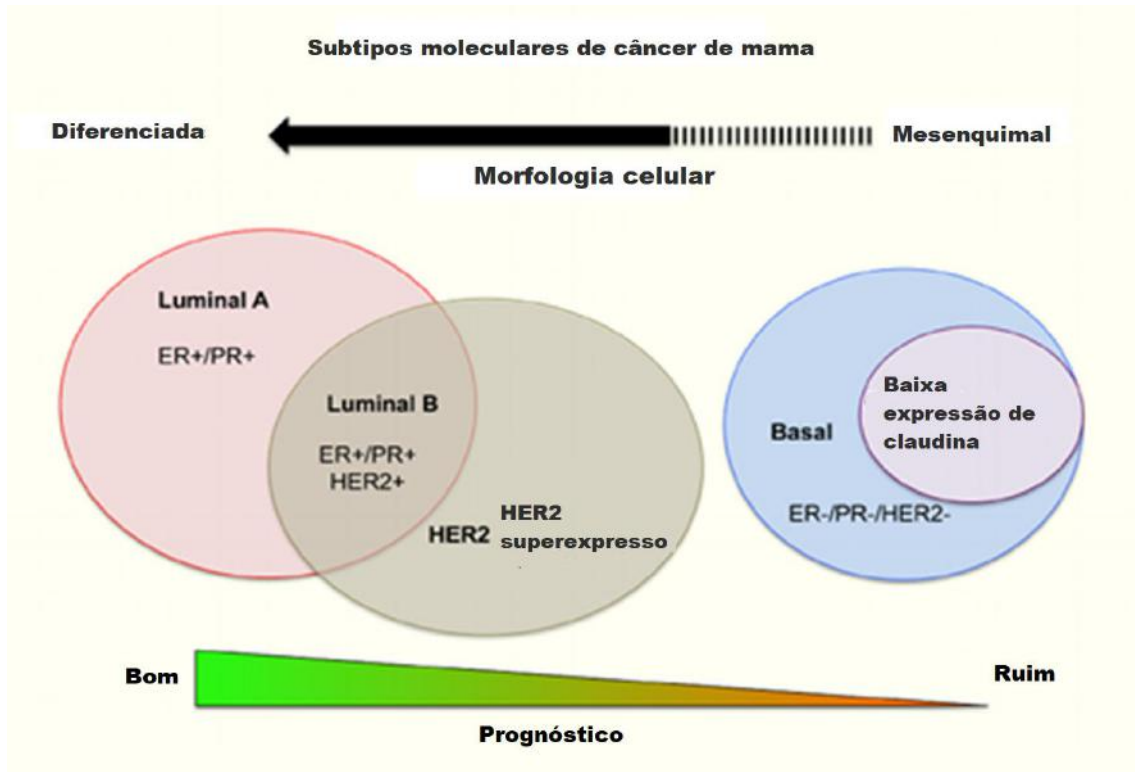 Subtipos moleculares de câncer de mama
Diferenciada
Mesenquimal
Morfologia celular
Luminal A
ER+/PR+
Luminal B
ER+/PR+
HER2+
HER2
HER2
superexpresso
Basal
Baixa
expressão de
claudina
ER-/PR-/HER2-
Bom
Ruim
Prognóstico